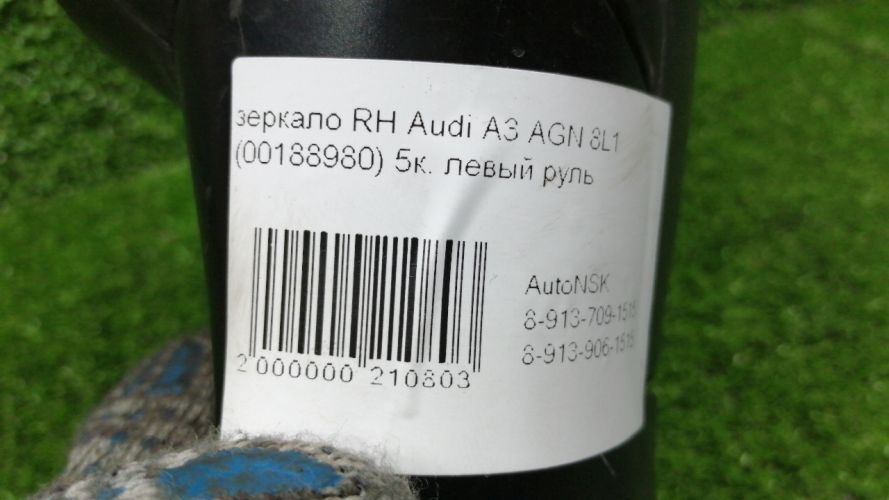 зеркало RH Audi A3 AGN 8L1
(00188980) 5к. левый руль
AutoNSK
8-913-709-1515
8-913-906-1515
2 000000 210803